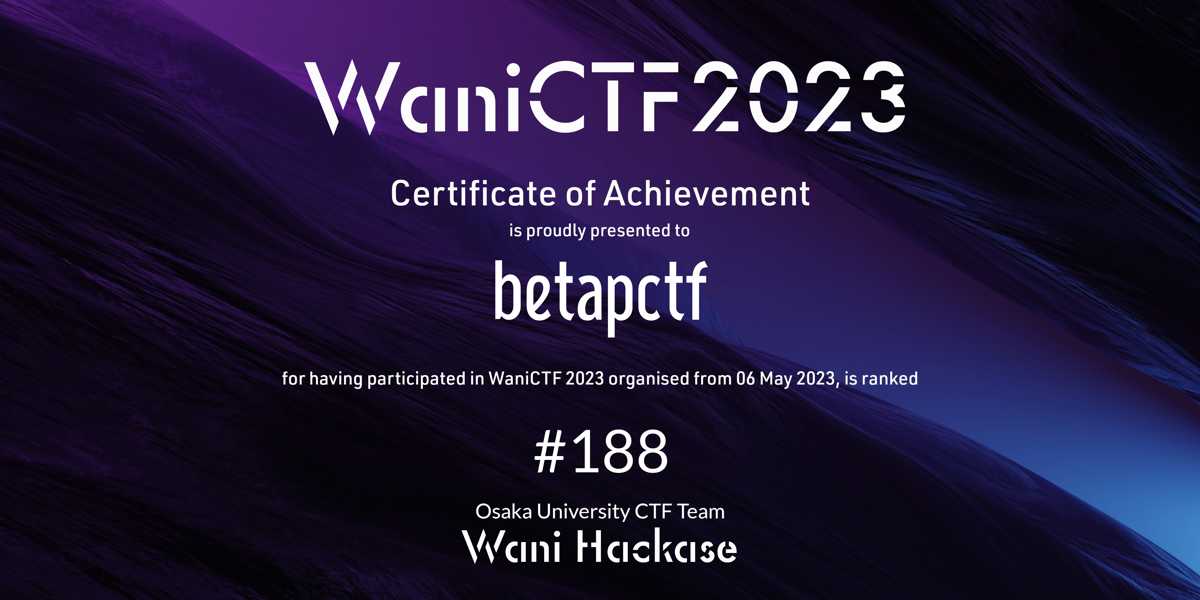 WaniCTF2023
Certificate of Achievement
is proudly presented to
betapctf
for having participated in WaniCTF 2023 organised from 06 May 2023, is ranked
#188
Osaka University CTF Team
Wani Hackase